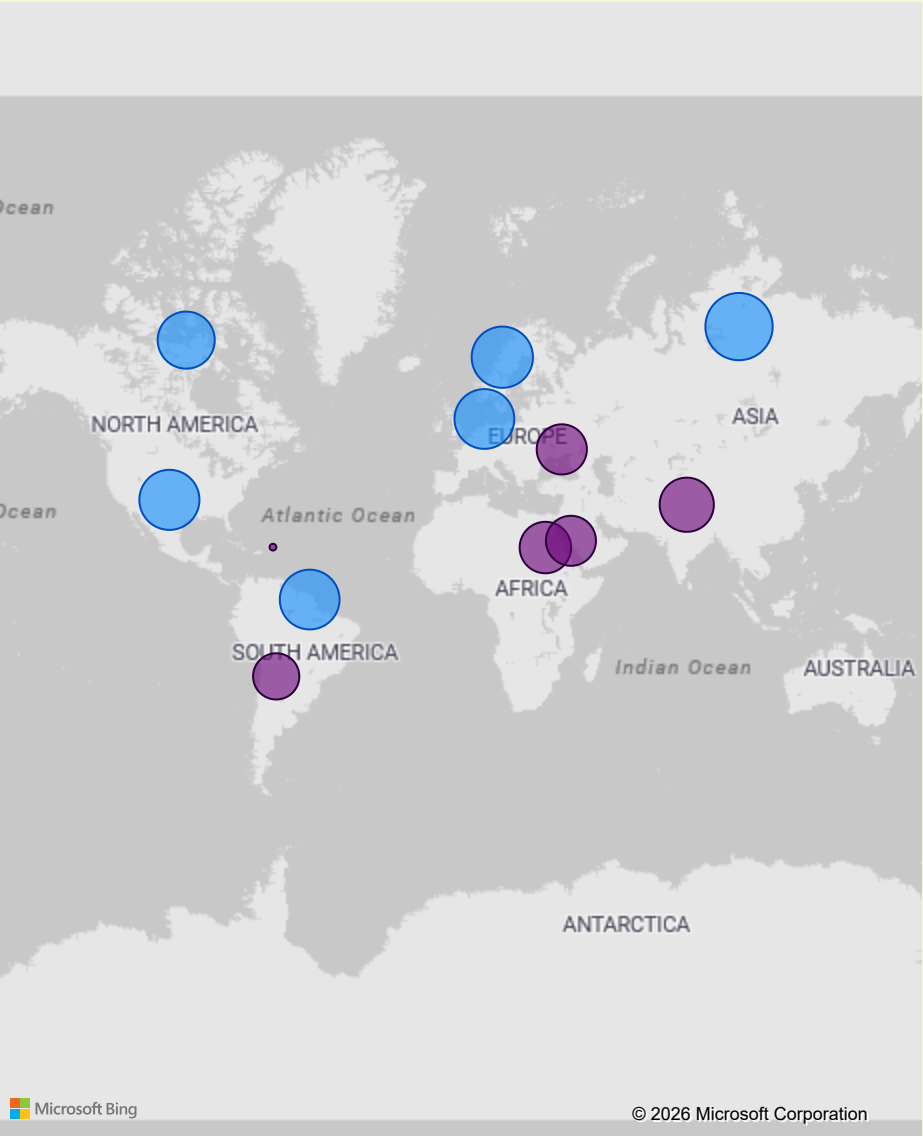 Ocean
NORTH AMERICA
ASIA
EUROPE
Ocean
Atlantic Ocean
AFRICA
SOUTH AMERICA
Indian Ocean
AUSTRALIA
ANTARCTICA
Microsoft Bing
© 2026 Microsoft Corporation